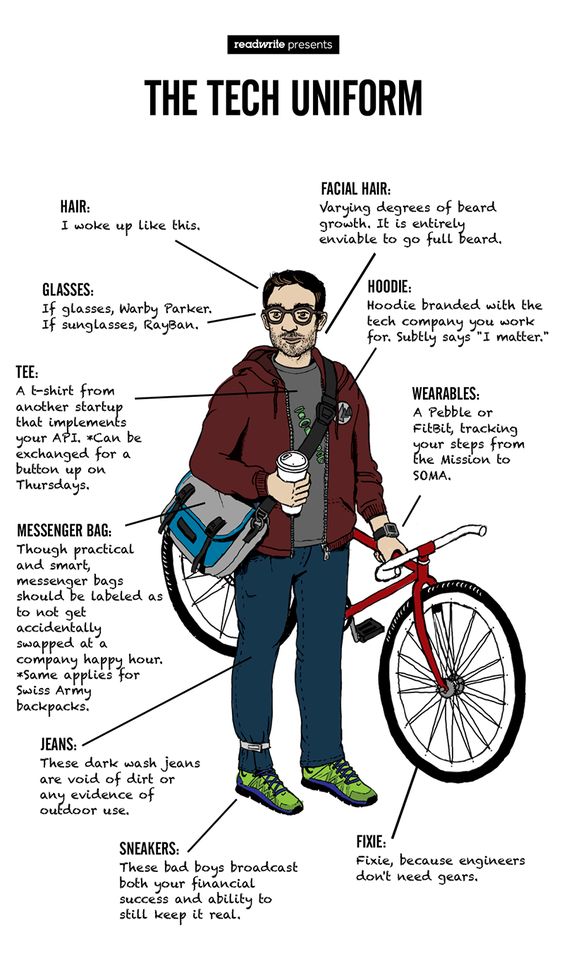 readwrite presents
THE TECH UNIFORM
HAIR:
I woke up like this.
FACIAL HAIR:
Varying degrees of beard
growth. It is entirely
enviable to go full beard.
GLASSES:
If glasses, Warby Parker.
If sunglasses, RayBan.
HOODIE:
Hoodie branded with the
tech company you work
for. Subtly says "I matter."
TEE:
A t-shirt from
another startup
that implements
your API. *Can be
exchanged for a
button up on
Thursdays.
WEARABLES:
A Pebble or
FitBit, tracking
your steps from
the Mission to
SOMA.
MESSENGER BAG:
Though practical
and smart,
messenger bags
should be labeled as
to not get
accidentally
swapped at a
company happy hour.
*Same applies for
Swiss Army
backpacks.
JEANS:
These dark wash jeans
are void of dirt or
any evidence of
outdoor use.
SNEAKERS:
These bad boys broadcast
both your financial
success and ability to
still keep it real.
FIXIE:
Fixie, because engineers
don't need gears.